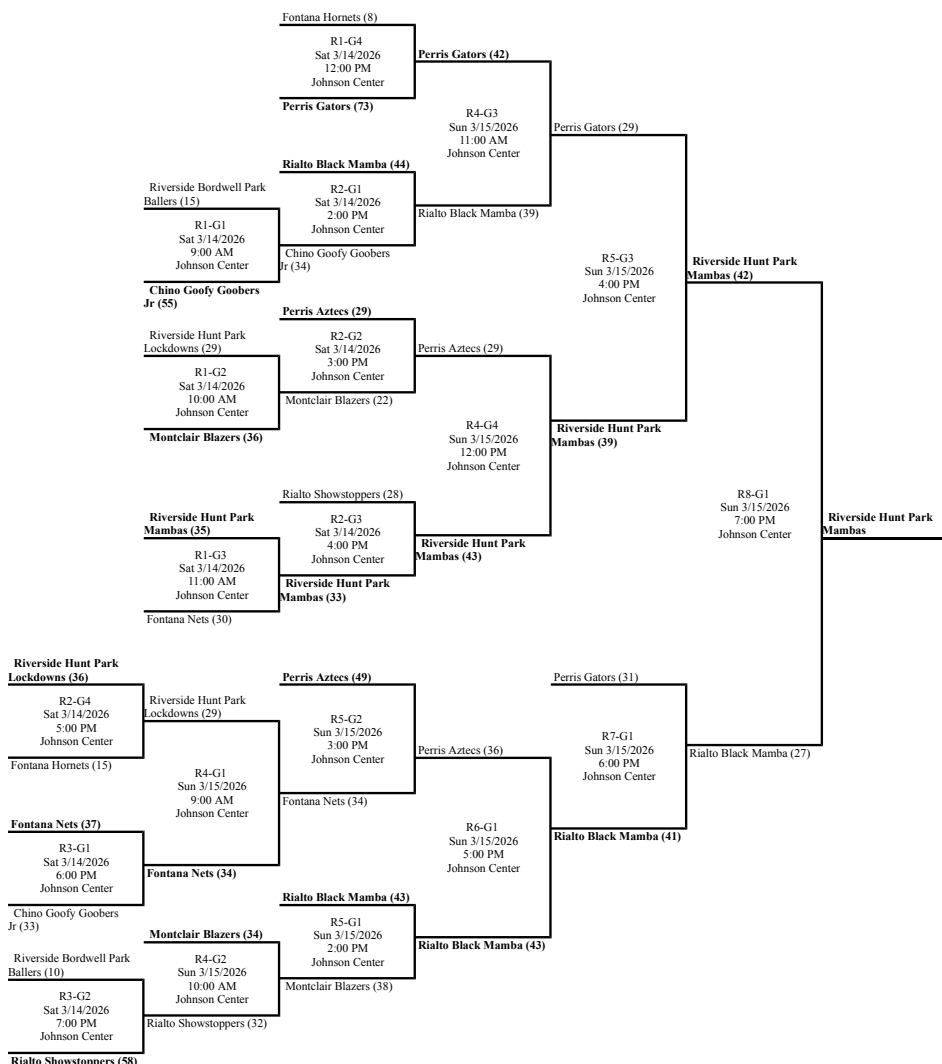 Fontana Hornets (8)
R1-G4
Sat 3/14/2026
12:00 PM
Johnson Center
Perris Gators (73)
Perris Gators (42)
R4-G3
Sun 3/15/2026
11:00 AM
Johnson Center
Perris Gators (29)
Rialto Black Mamba (44)
Riverside Bordwell Park
Ballers (15)
R2-G1
Sat 3/14/2026
2:00 PM
Johnson Center
Rialto Black Mamba (39)
R1-G1
Sat 3/14/2026
9:00 AM
Johnson Center
Chino Goofy Goobers
Jr (34)
Chino Goofy Goobers
Jr (55)
R5-G3
Sun 3/15/2026
4:00 PM
Johnson Center
Riverside Hunt Park
Mambas (42)
Perris Aztecs (29)
Riverside Hunt Park
Lockdowns (29)
R2-G2
Sat 3/14/2026
3:00 PM
Johnson Center
Perris Aztecs (29)
R1-G2
Sat 3/14/2026
10:00 AM
Johnson Center
Montclair Blazers (22)
Montclair Blazers (36)
R4-G4
Sun 3/15/2026
12:00 PM
Johnson Center
Riverside Hunt Park
Mambas (39)
Rialto Showstoppers (28)
Riverside Hunt Park
Mambas (35)
R2-G3
Sat 3/14/2026
4:00 PM
Johnson Center
Riverside Hunt Park
Mambas (43)
R1-G3
Sat 3/14/2026
11:00 AM
Johnson Center
Riverside Hunt Park
Mambas (33)
Fontana Nets (30)
R8-G1
Sun 3/15/2026
7:00 PM
Johnson Center
Riverside Hunt Park
Mambas
Riverside Hunt Park
Lockdowns (36)
R2-G4
Sat 3/14/2026
5:00 PM
Johnson Center
Fontana Hornets (15)
Riverside Hunt Park
Lockdowns (29)
R4-G1
Sun 3/15/2026
9:00 AM
Johnson Center
Perris Aztecs (49)
R5-G2
Sun 3/15/2026
3:00 PM
Johnson Center
Fontana Nets (34)
Perris Aztecs (36)
Perris Gators (31)
R7-G1
Sun 3/15/2026
6:00 PM
Johnson Center
Rialto Black Mamba (27)
Fontana Nets (37)
R3-G1
Sat 3/14/2026
6:00 PM
Johnson Center
Chino Goofy Goobers
Jr (33)
Fontana Nets (34)
R6-G1
Sun 3/15/2026
5:00 PM
Johnson Center
Rialto Black Mamba (41)
Rialto Black Mamba (43)
R5-G1
Sun 3/15/2026
2:00 PM
Johnson Center
Rialto Black Mamba (43)
Montclair Blazers (38)
Montclair Blazers (34)
R4-G2
Sun 3/15/2026
10:00 AM
Johnson Center
Rialto Showstoppers (32)
Riverside Bordwell Park
Ballers (10)
R3-G2
Sat 3/14/2026
7:00 PM
Johnson Center
Rialto Showstoppers (58)